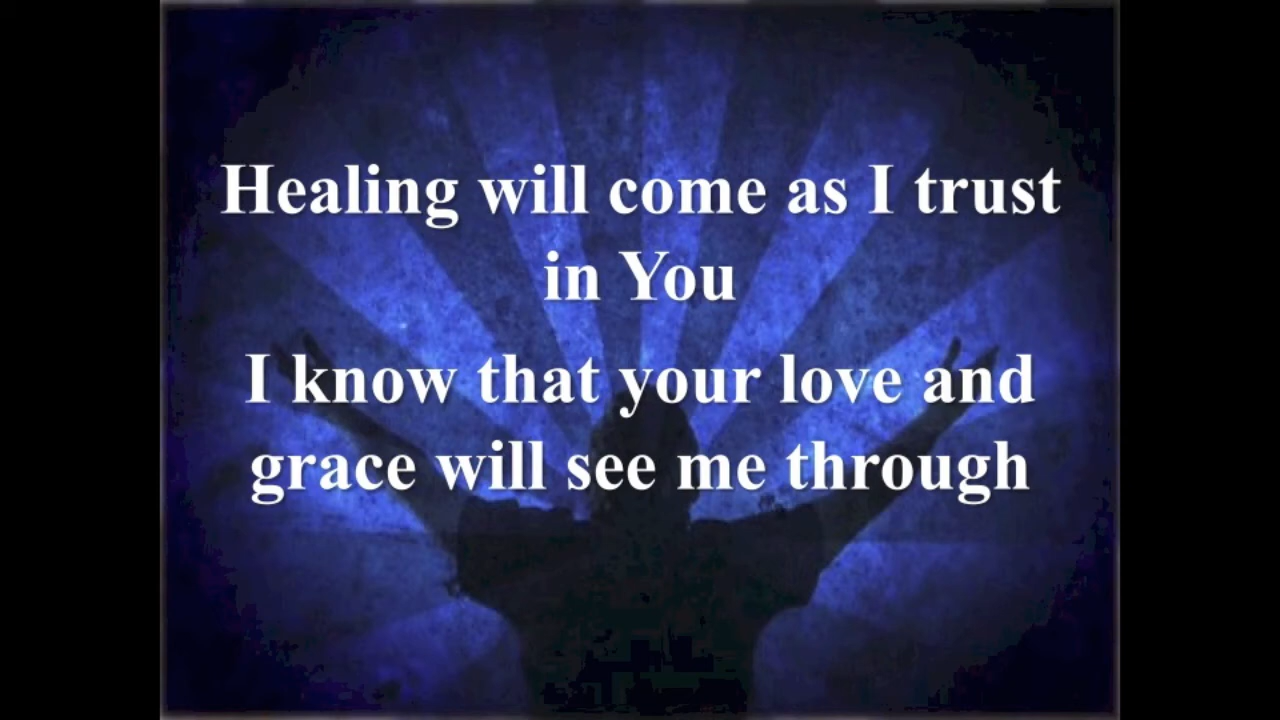 Healing will come as I trust
in You
I know that your love and
grace will see me through